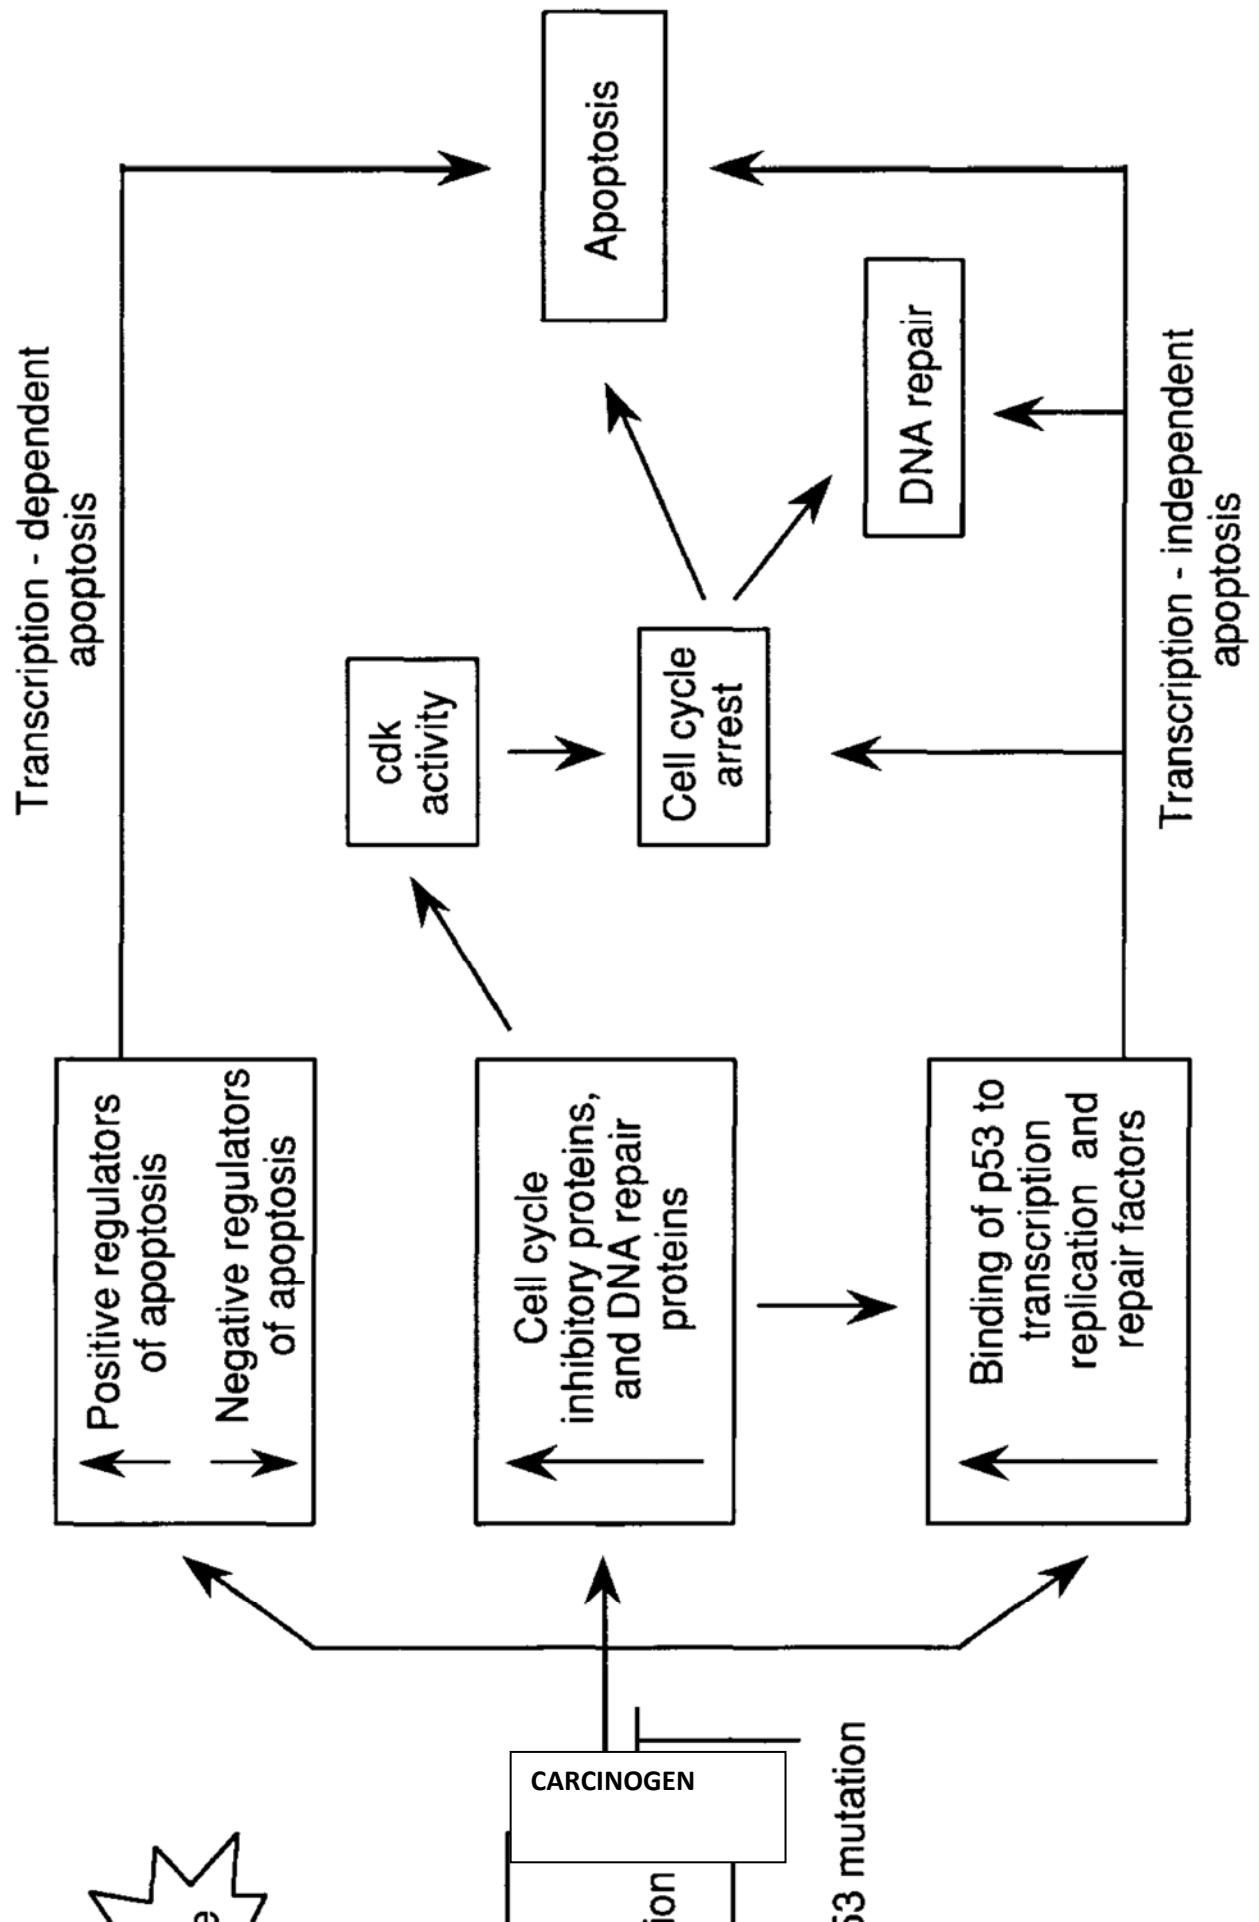 Transcription - dependent
apoptosis
Positive regulators
of apoptosis
Negative regulators
of apoptosis
cdk
activity
Apoptosis
Cell cycle
inhibitory proteins,
and DNA repair
proteins
Cell cycle
arrest
DNA repair
Binding of p53 to
transcription
replication and
repair factors
Transcription - independent
apoptosis
CARCINOGEN
53 mutation